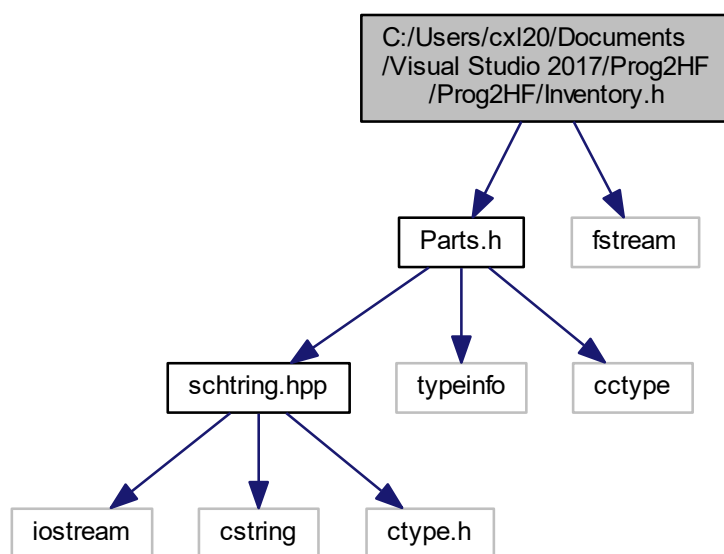 C:/Users/cxl20/Documents
/Visual Studio 2017/Prog2HF
/Prog2HF/Inventory.h
Parts.h
fstream
schtring.hpp
typeinfo
cctype
iostream
cstring
ctype.h